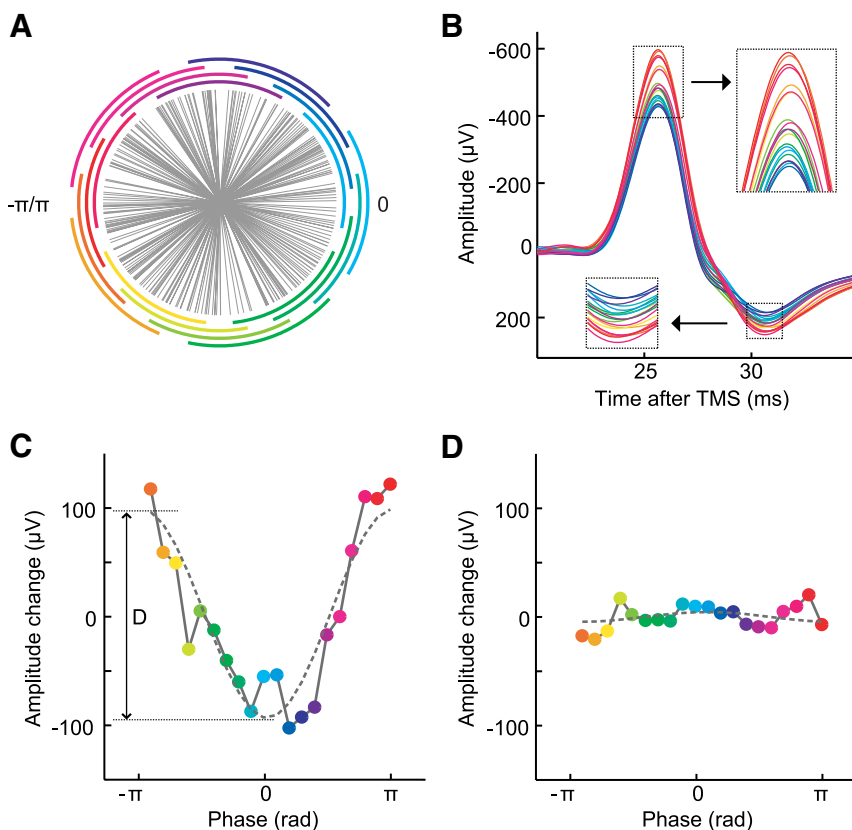 A
-π/π
0
B
-600
-400
-200
0
200
Amplitude (µV)
25
30
Time after TMS (ms)
C
100
0
-100
Amplitude change (µV)
D
-π
0
π
Phase (rad)
D
100
0
-100
Amplitude change (µV)
-π
0
π
Phase (rad)